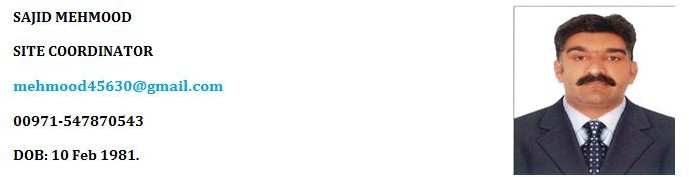 SAJID MEHMOOD
SITE COORDINATOR
mehmood45630@gmail.com
00971-547870543
DOB: 10 Feb 1981.